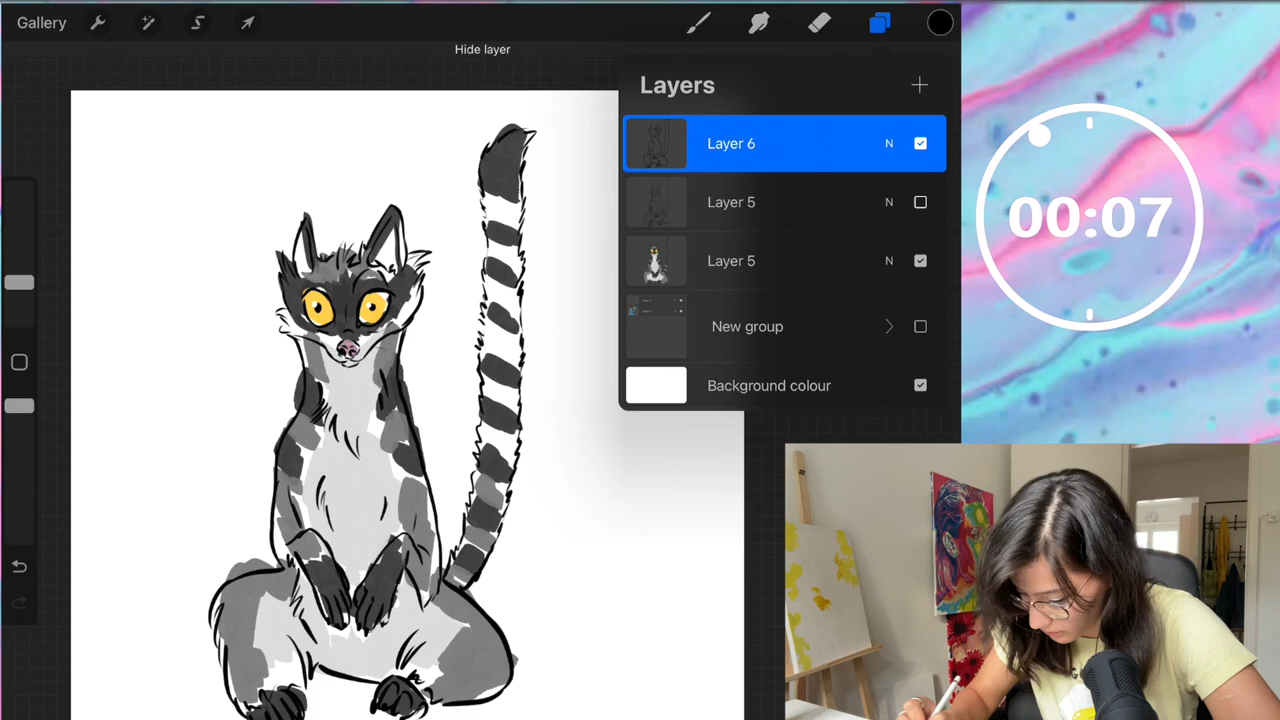 Gallery
Hide layer
Layers
Layer 6 N
Layer 5 N
Layer 5 N
New group
Background colour
00:07